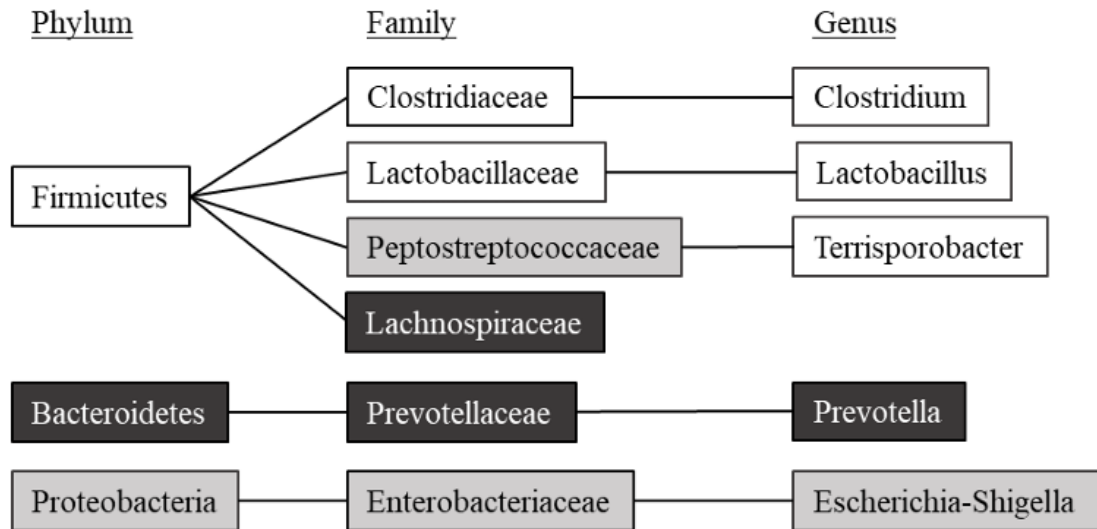 Phylum Family Genus
Clostridiaceae Clostridium
Lactobacillaceae Lactobacillus
Firmicutes
Peptostreptococcaceae Terrisporobacter
Lachnospiraceae
Bacteroidetes Prevotellaceae Prevotella
Proteobacteria Enterobacteriaceae Escherichia-Shigella